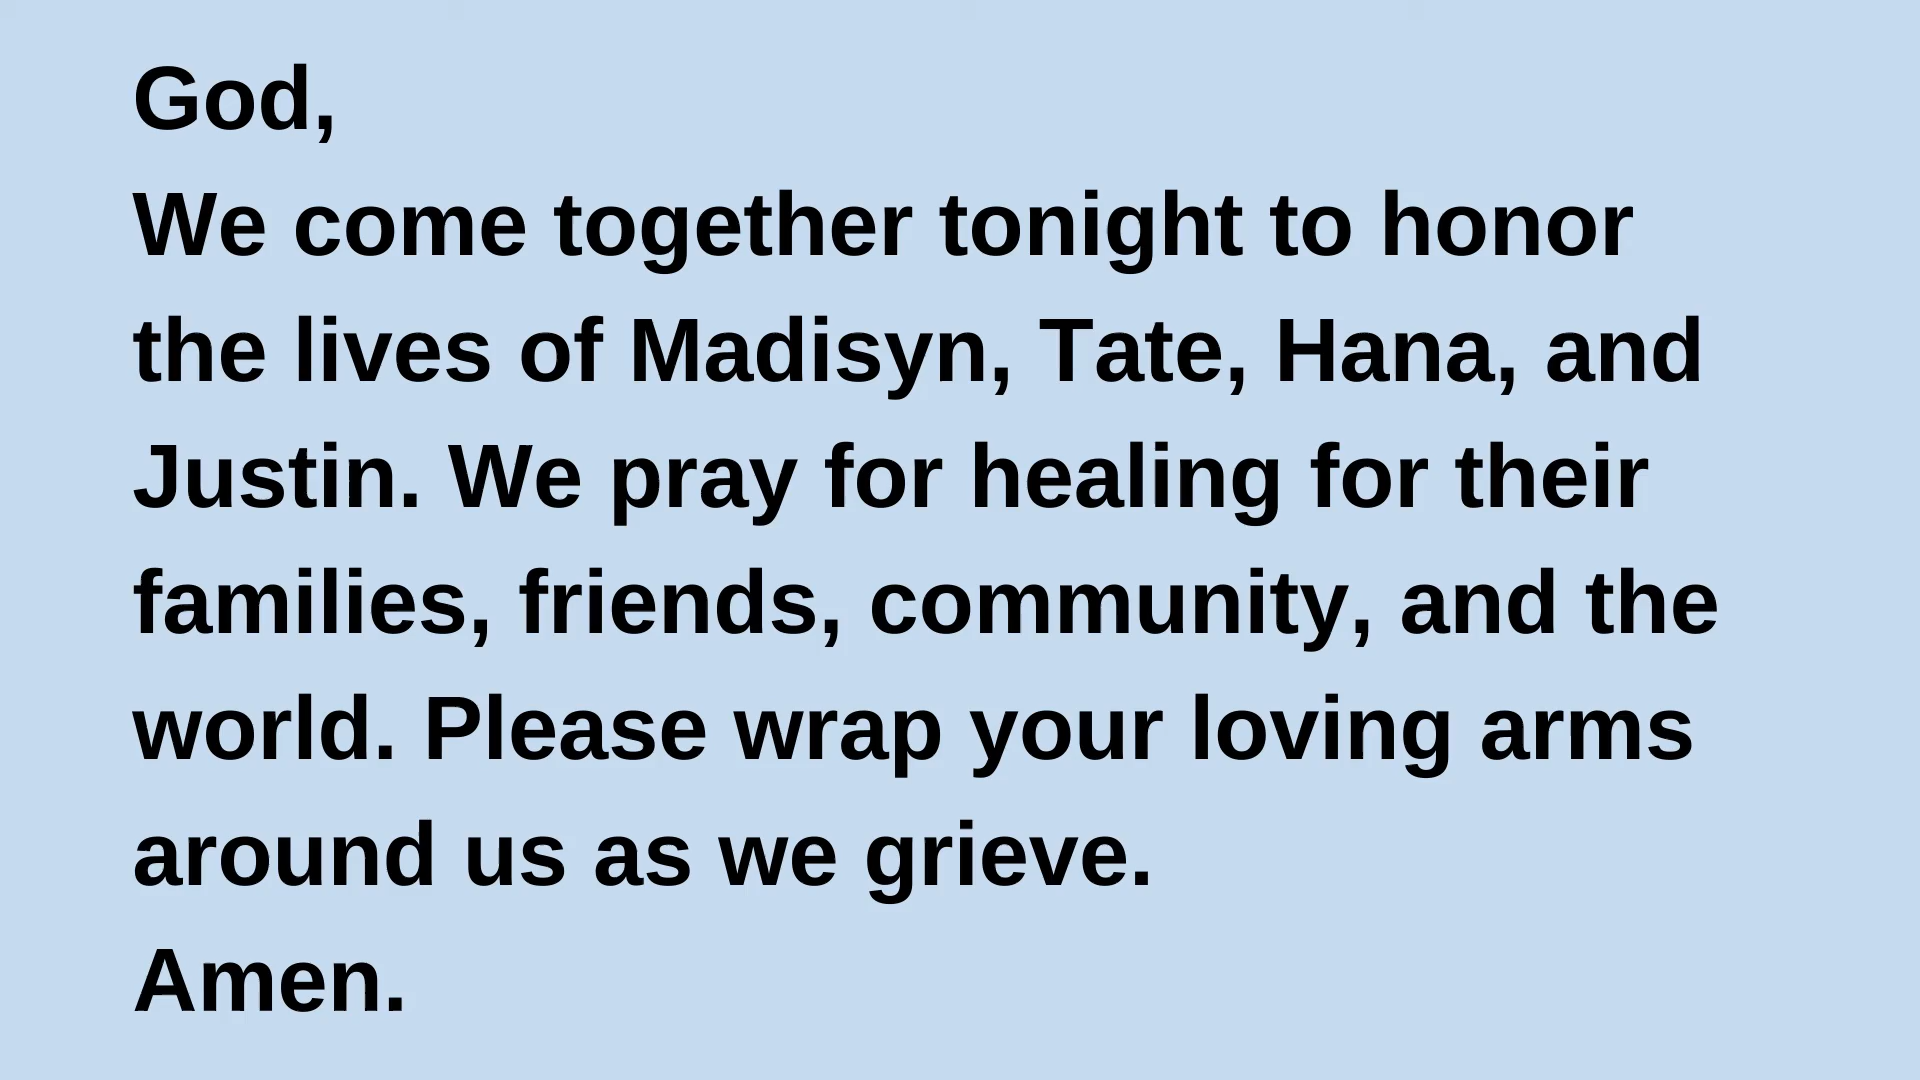 God,
We come together tonight to honor
the lives of Madisyn, Tate, Hana, and
Justin. We pray for healing for their
families, friends, community, and the
world. Please wrap your loving arms
around us as we grieve.
Amen.